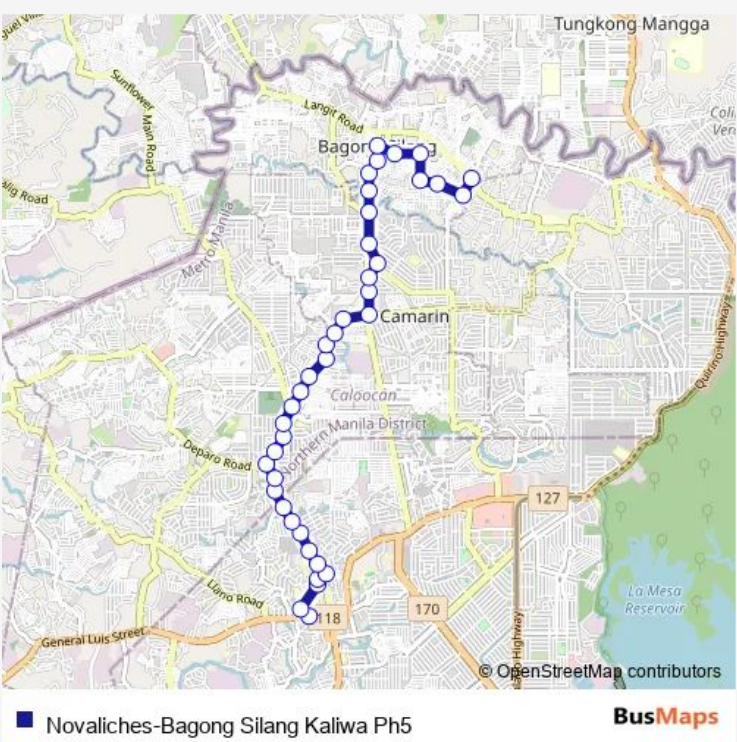 Tungkong Mangga
Sunflower Main Road
Langit Road
Bagong Silang
Metro Manila
Camarin
Quirino Highway
Caloocan
Northern Manila District
Deparo Road
127
La Mesa
Reservoir
Llano Road
118
170
General Luis Street
Highway
© OpenStreetMap contributors
Novaliches-Bagong Silang Kaliwa Ph5
BusMaps